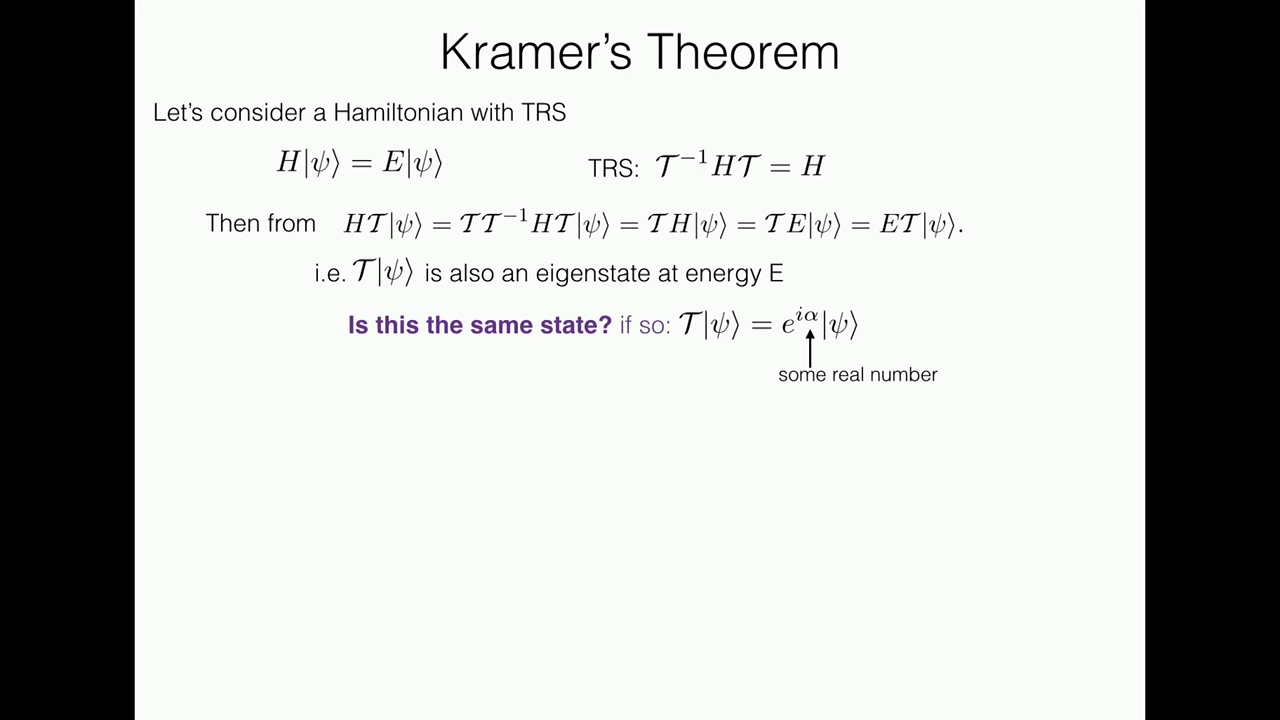 Kramer's Theorem
Let's consider a Hamiltonian with TRS
H|ψ⟩ = E|ψ⟩ TRS: 𝒯⁻¹H𝒯 = H
Then from H𝒯|ψ⟩ = 𝒯𝒯⁻¹H𝒯|ψ⟩ = 𝒯H|ψ⟩ = 𝒯E|ψ⟩ = E𝒯|ψ⟩.
i.e. 𝒯|ψ⟩ is also an eigenstate at energy E
Is this the same state? if so: 𝒯|ψ⟩ = e^{iα}|ψ⟩
some real number